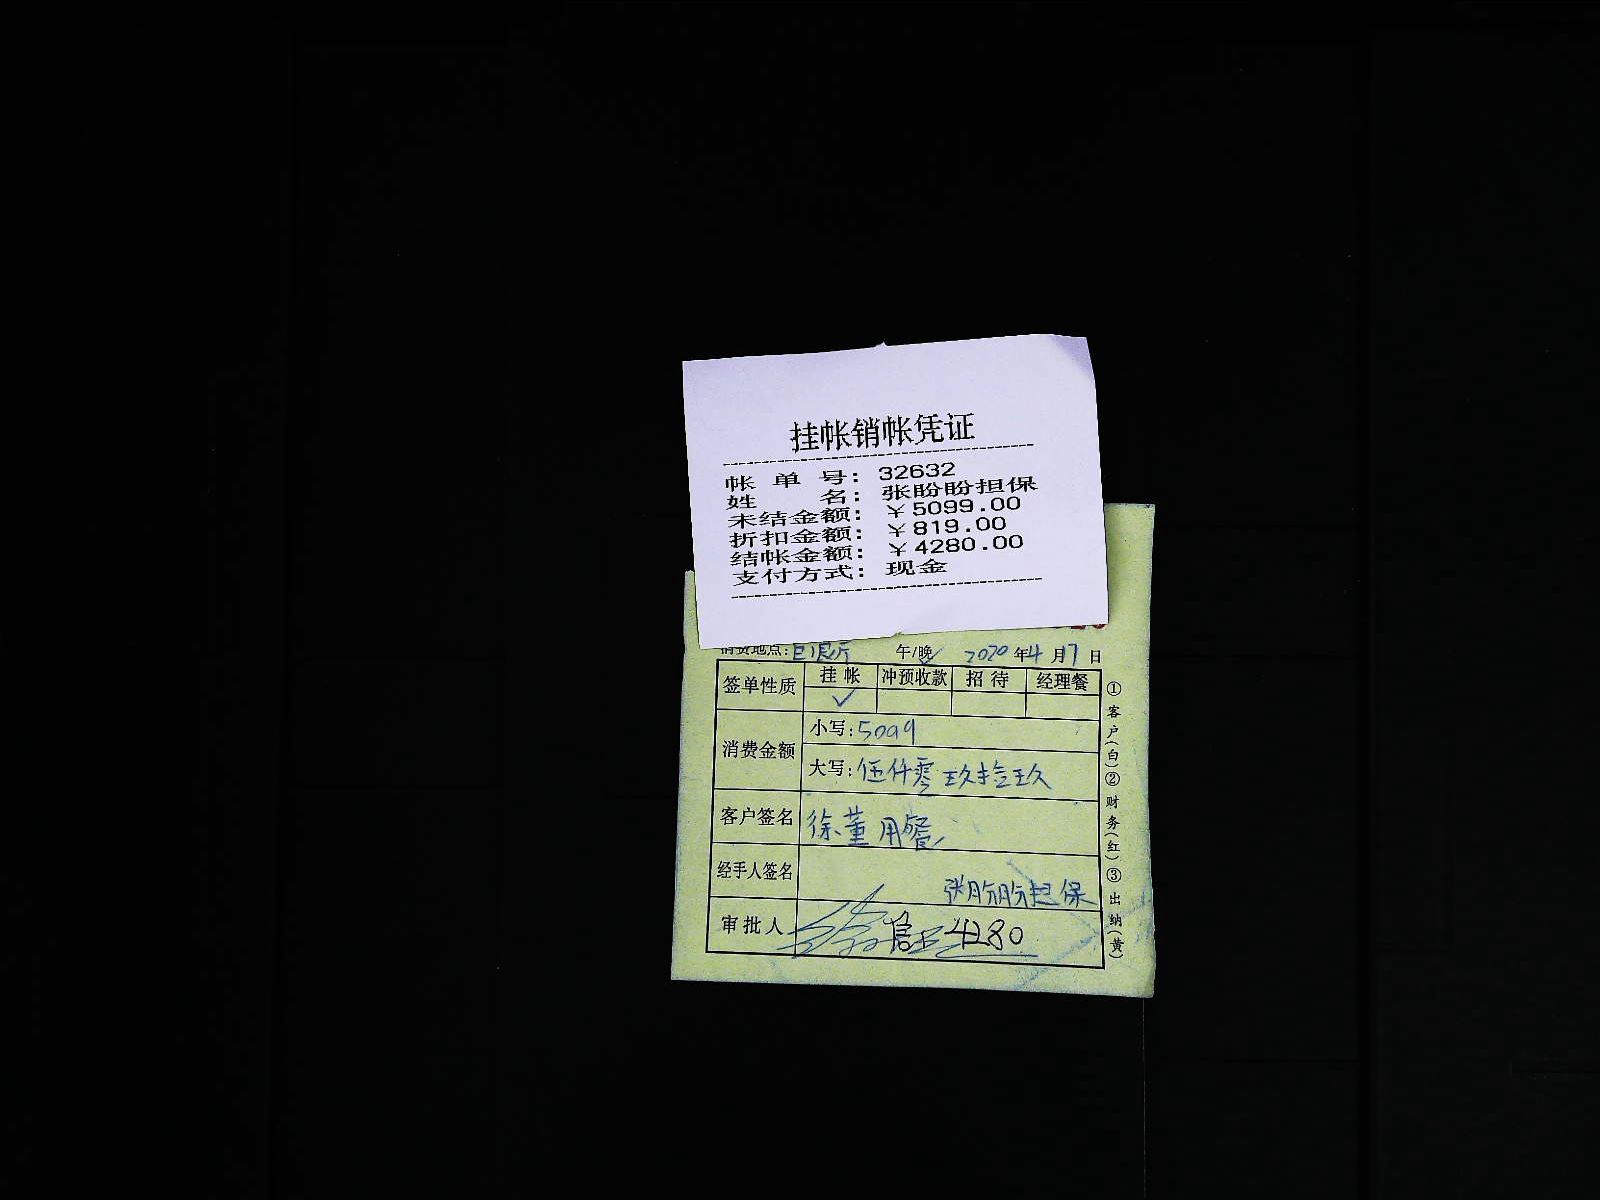 挂帐销帐凭证
帐单号：32632
姓名：张盼盼担保
未结金额：￥5099.00
折扣金额：￥819.00
结帐金额：￥4280.00
支付方式：现金
消费地点： 午/晚 2020年4月7日
签单性质 挂帐 冲预收款 招待 经理餐
✓
消费金额 小写：5099
大写：伍仟零玖拾玖
客户签名 徐董用餐
经手人签名 张盼盼担保
审批人 4280
①客户（白）②财务（红）③出纳（黄）